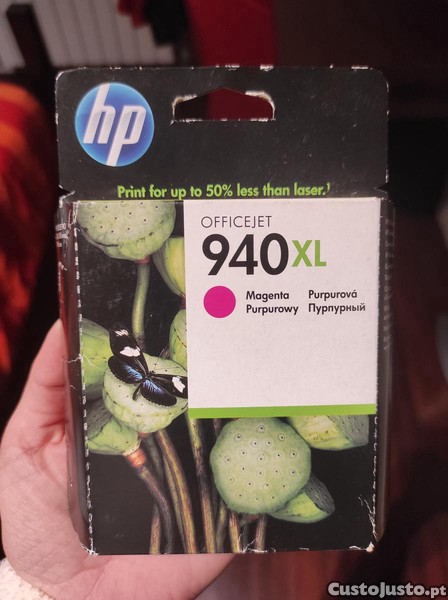 hp
Print for up to 50% less than laser.¹
OFFICEJET
940XL
Magenta Purpurová
Purpurowy Пурпурный
CustoJusto.pt